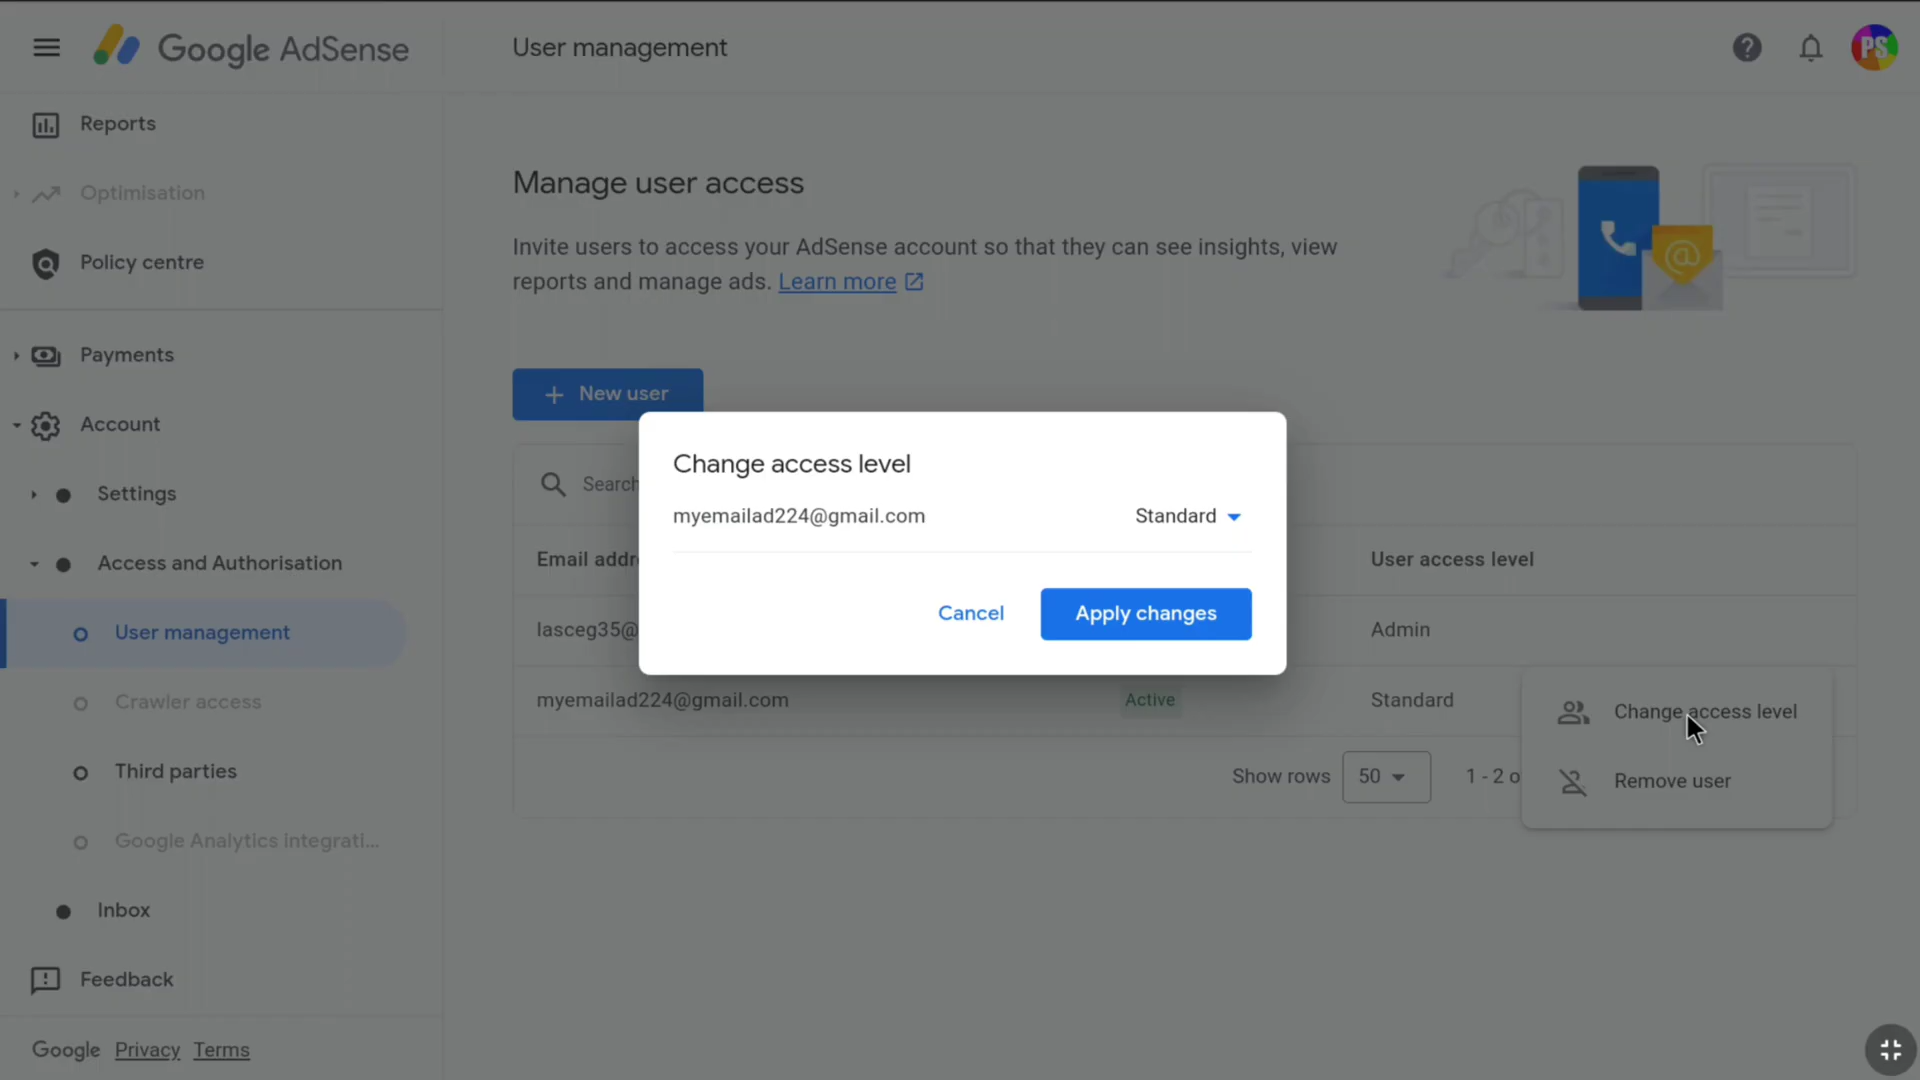 Google AdSense
User management
PS
Reports
Optimisation
Policy centre
Payments
Account
Settings
Access and Authorisation
User management
Crawler access
Third parties
Google Analytics integrati...
Inbox
Feedback
Google Privacy Terms
Manage user access
Invite users to access your AdSense account so that they can see insights, view
reports and manage ads. Learn more
@
+ New user
Search
Email addr
User access level
lasceg35@
Admin
myemailad224@gmail.com Active Standard
Show rows 50 1 - 2 o
Change access level
myemailad224@gmail.com Standard
Cancel Apply changes
Change access level
Remove user